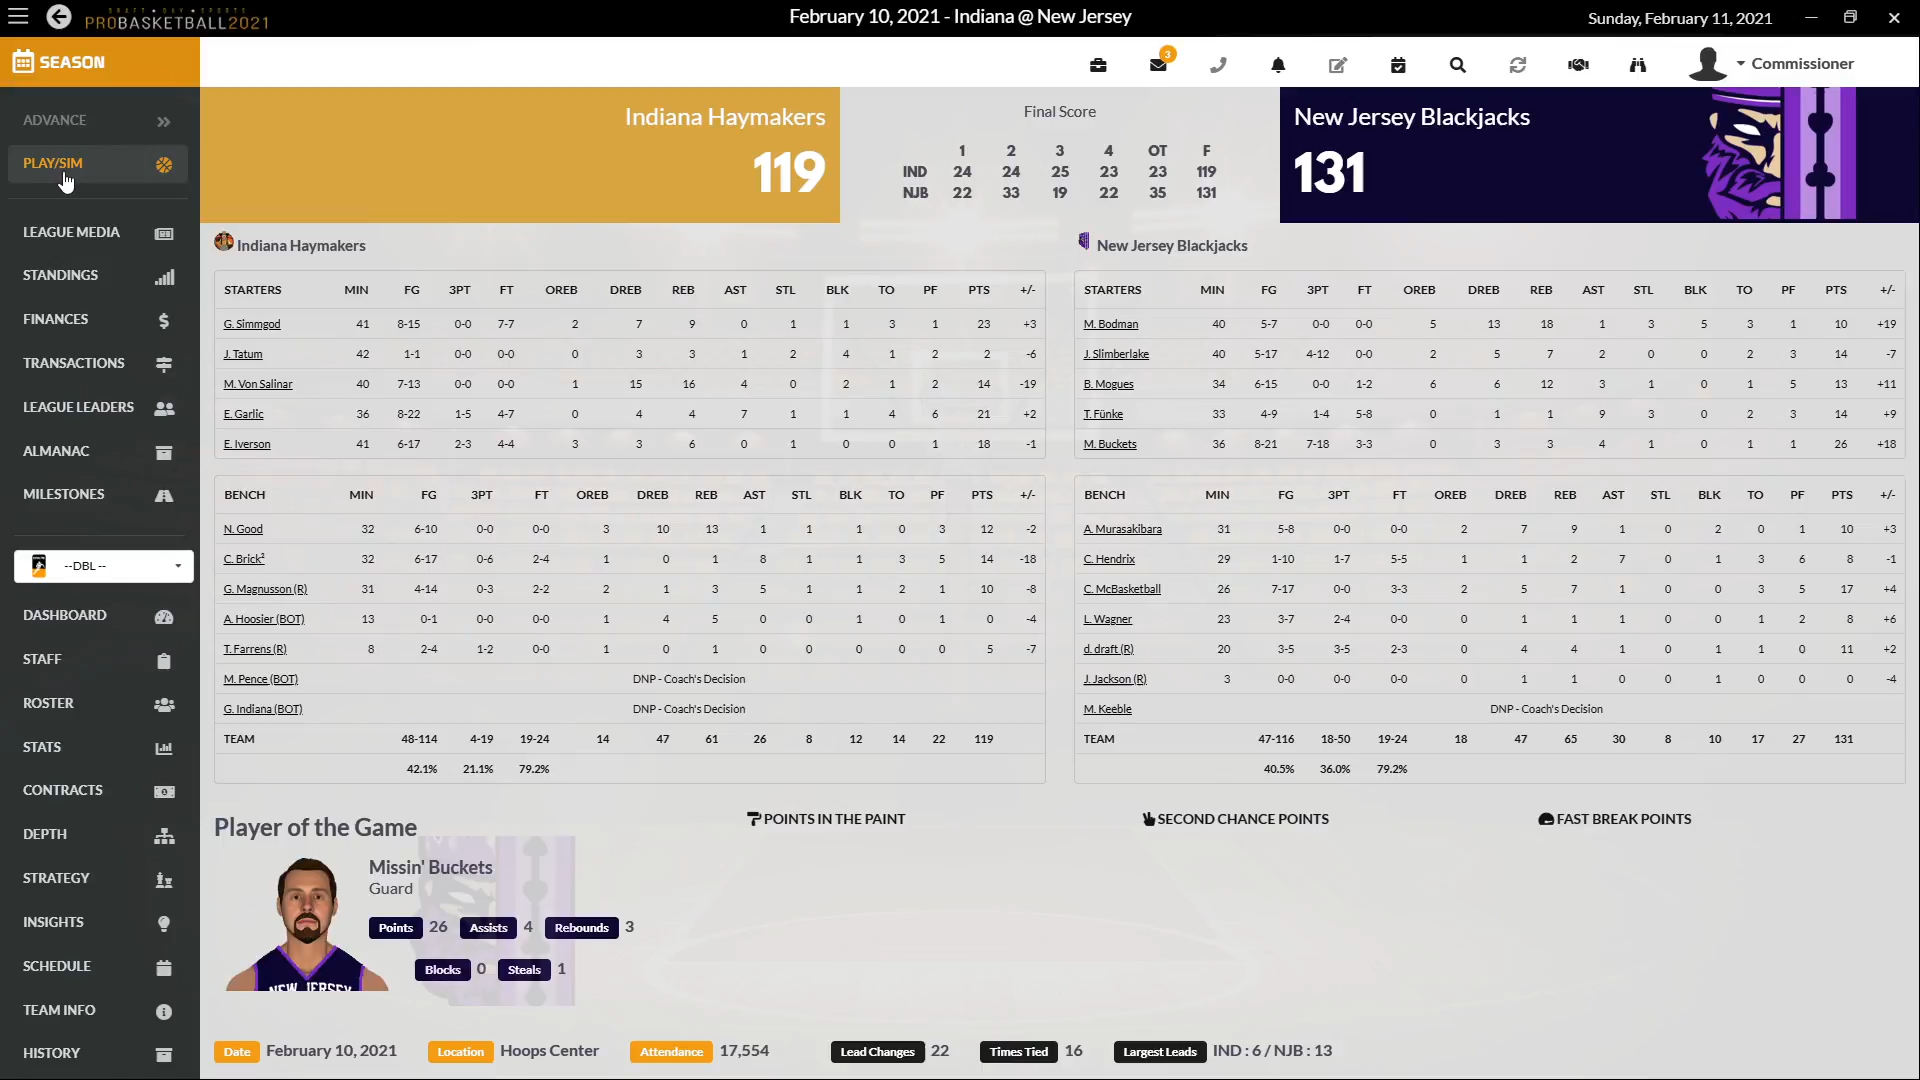 DRAFT • DAY • SPORTS
PROBASKETBALL2021
February 10, 2021 - Indiana @ New Jersey
Sunday, February 11, 2021
SEASON
3
Commissioner
ADVANCE
PLAY/SIM
LEAGUE MEDIA
STANDINGS
FINANCES
TRANSACTIONS
LEAGUE LEADERS
ALMANAC
MILESTONES
--DBL--
DASHBOARD
STAFF
ROSTER
STATS
CONTRACTS
DEPTH
STRATEGY
INSIGHTS
SCHEDULE
TEAM INFO
HISTORY
Indiana Haymakers
119
Final Score
1 2 3 4 OT F
IND 24 24 25 23 23 119
NJB 22 33 19 22 35 131
New Jersey Blackjacks
131
Indiana Haymakers
STARTERS MIN FG 3PT FT OREB DREB REB AST STL BLK TO PF PTS +/-
G. Simmgod 41 8-15 0-0 7-7 2 7 9 0 1 1 3 1 23 +3
J. Tatum 42 1-1 0-0 0-0 0 3 3 1 2 4 1 2 2 -6
M. Von Salinar 40 7-13 0-0 0-0 1 15 16 4 0 2 1 2 14 -19
E. Garlic 36 8-22 1-5 4-7 0 4 4 7 1 1 4 6 21 +2
E. Iverson 41 6-17 2-3 4-4 3 3 6 0 1 0 0 1 18 -1
BENCH MIN FG 3PT FT OREB DREB REB AST STL BLK TO PF PTS +/-
N. Good 32 6-10 0-0 0-0 3 10 13 1 1 1 0 3 12 -2
C. Brick² 32 6-17 0-6 2-4 1 0 1 8 1 1 3 5 14 -18
G. Magnusson (R) 31 4-14 0-3 2-2 2 1 3 5 1 1 2 1 10 -8
A. Hoosier (BOT) 13 0-1 0-0 0-0 1 4 5 0 0 1 0 1 0 -4
T. Farrens (R) 8 2-4 1-2 0-0 1 0 1 0 0 0 0 0 5 -7
M. Pence (BOT) DNP - Coach's Decision
G. Indiana (BOT) DNP - Coach's Decision
TEAM 48-114 4-19 19-24 14 47 61 26 8 12 14 22 119
42.1% 21.1% 79.2%
New Jersey Blackjacks
STARTERS MIN FG 3PT FT OREB DREB REB AST STL BLK TO PF PTS +/-
M. Bodman 40 5-7 0-0 0-0 5 13 18 1 3 5 3 1 10 +19
J. Slimberlake 40 5-17 4-12 0-0 2 5 7 2 0 0 2 3 14 -7
B. Mogues 34 6-15 0-0 1-2 6 6 12 3 1 0 1 5 13 +11
T. Fünke 33 4-9 1-4 5-8 0 1 1 9 3 0 2 3 14 +9
M. Buckets 36 8-21 7-18 3-3 0 3 3 4 1 0 1 1 26 +18
BENCH MIN FG 3PT FT OREB DREB REB AST STL BLK TO PF PTS +/-
A. Murasakibara 31 5-8 0-0 0-0 2 7 9 1 0 2 0 1 10 +3
C. Hendrix 29 1-10 1-7 5-5 1 1 2 7 0 1 3 6 8 -1
C. McBasketball 26 7-17 0-0 3-3 2 5 7 1 0 0 3 5 17 +4
L. Wagner 23 3-7 2-4 0-0 0 1 1 1 0 0 1 2 8 +6
d. draft (R) 20 3-5 3-5 2-3 0 4 4 1 0 1 1 0 11 +2
J. Jackson (R) 3 0-0 0-0 0-0 0 1 1 0 0 1 0 0 0 -4
M. Keeble DNP - Coach's Decision
TEAM 47-116 18-50 19-24 18 47 65 30 8 10 17 27 131
40.5% 36.0% 79.2%
Player of the Game
Missin' Buckets
Guard
Points 26 Assists 4 Rebounds 3
Blocks 0 Steals 1
NEW JERSEY
POINTS IN THE PAINT
SECOND CHANCE POINTS
FAST BREAK POINTS
Date February 10, 2021 Location Hoops Center Attendance 17,554 Lead Changes 22 Times Tied 16 Largest Leads IND : 6 / NJB : 13